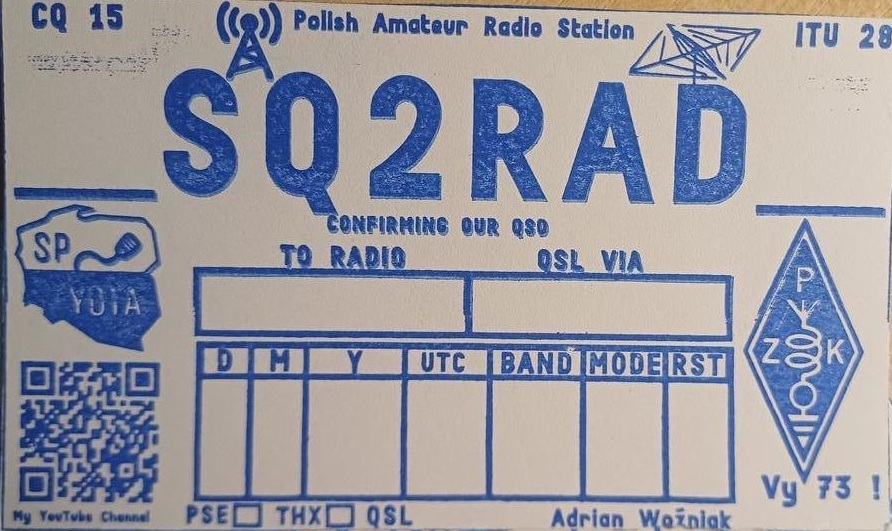 CQ 15
Polish Amateur Radio Station
ITU 28
SQ2RAD
CONFIRMING OUR QSO
TO RADIO QSL VIA
SP
YOTA
D M Y UTC BAND MODE RST
P
Z K
My YouTube Channel
PSE THX QSL
Adrian Woźniak
Vy 73 !